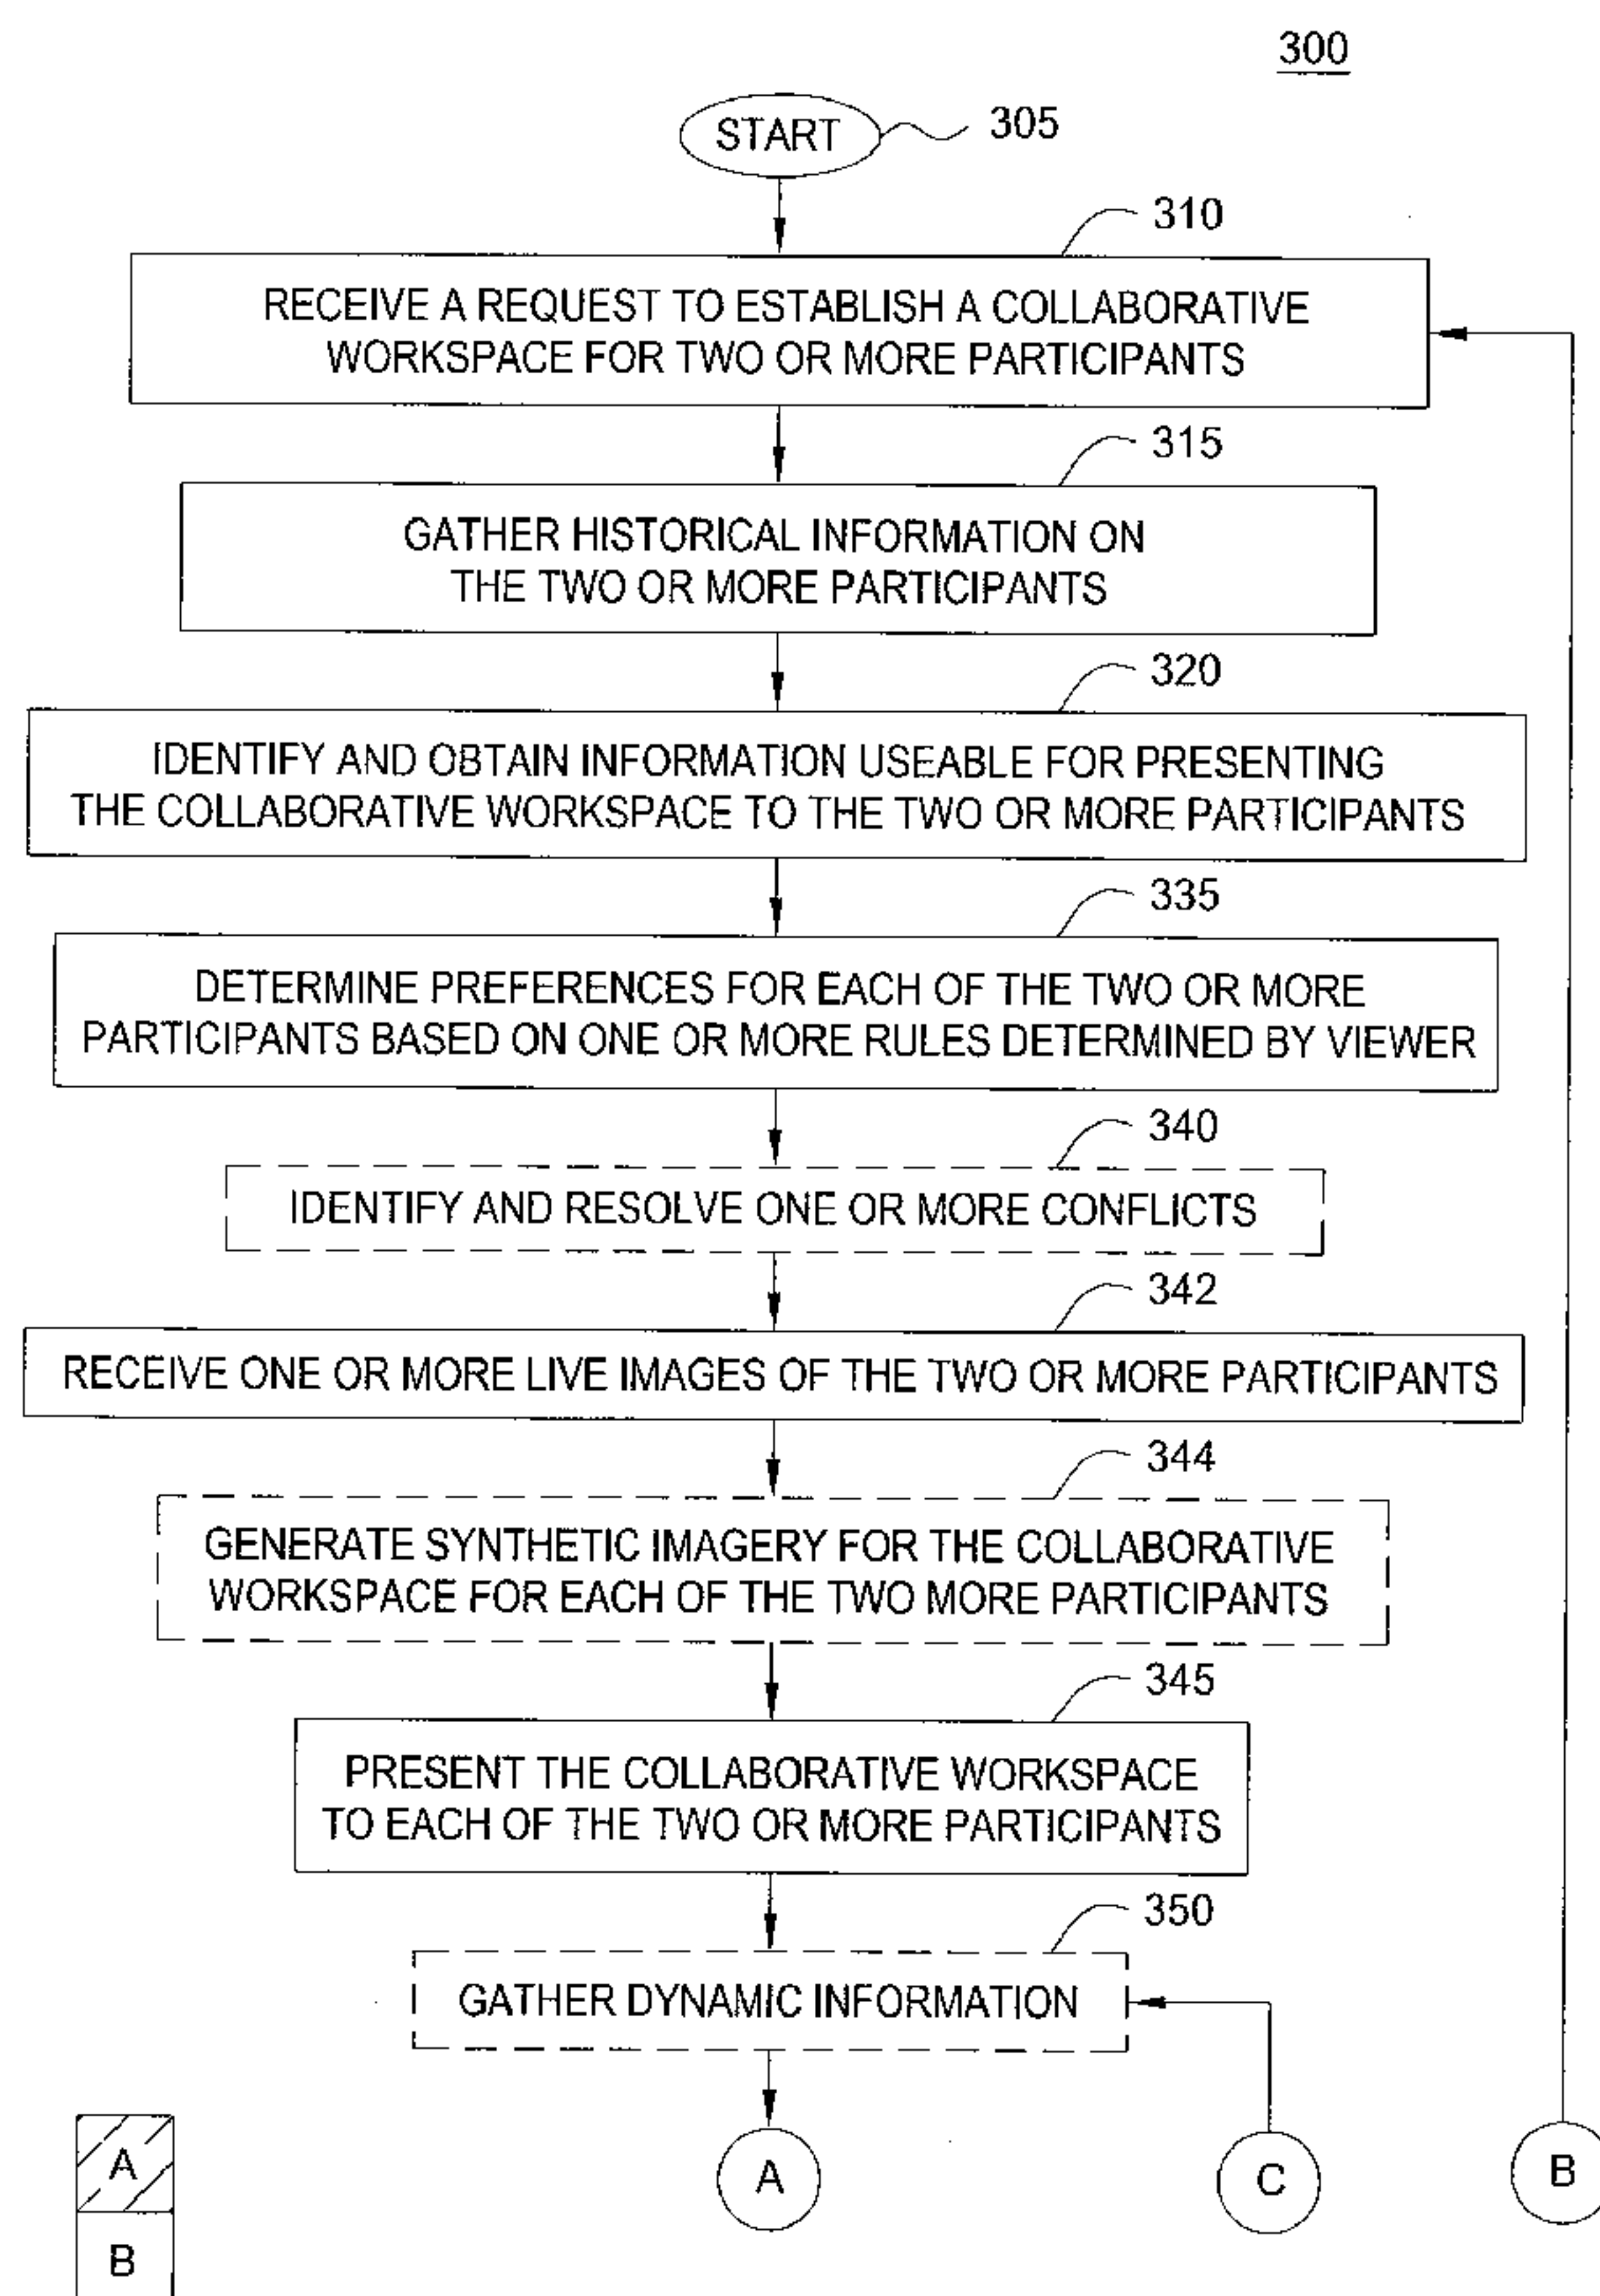 300
START
305
310
RECEIVE A REQUEST TO ESTABLISH A COLLABORATIVE
WORKSPACE FOR TWO OR MORE PARTICIPANTS
315
GATHER HISTORICAL INFORMATION ON
THE TWO OR MORE PARTICIPANTS
320
IDENTIFY AND OBTAIN INFORMATION USEABLE FOR PRESENTING
THE COLLABORATIVE WORKSPACE TO THE TWO OR MORE PARTICIPANTS
335
DETERMINE PREFERENCES FOR EACH OF THE TWO OR MORE
PARTICIPANTS BASED ON ONE OR MORE RULES DETERMINED BY VIEWER
340
IDENTIFY AND RESOLVE ONE OR MORE CONFLICTS
342
RECEIVE ONE OR MORE LIVE IMAGES OF THE TWO OR MORE PARTICIPANTS
344
GENERATE SYNTHETIC IMAGERY FOR THE COLLABORATIVE
WORKSPACE FOR EACH OF THE TWO MORE PARTICIPANTS
345
PRESENT THE COLLABORATIVE WORKSPACE
TO EACH OF THE TWO OR MORE PARTICIPANTS
350
GATHER DYNAMIC INFORMATION
A
C
B
A
B